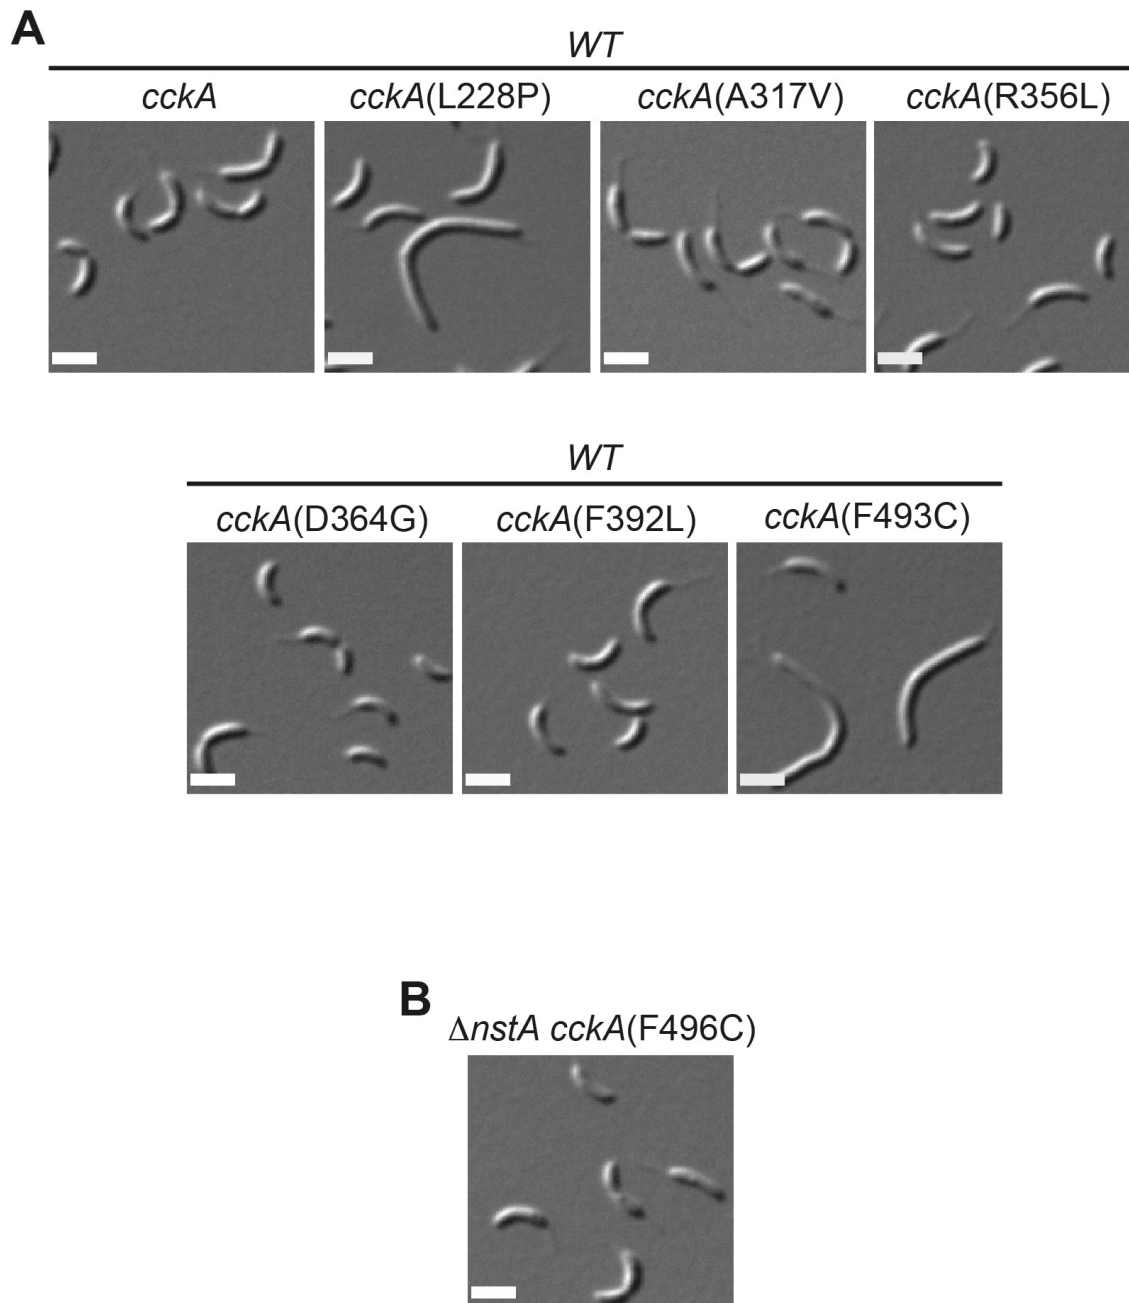 A
WT
cckA cckA(L228P) cckA(A317V) cckA(R356L)
WT
cckA(D364G) cckA(F392L) cckA(F493C)
B
ΔnstA cckA(F496C)